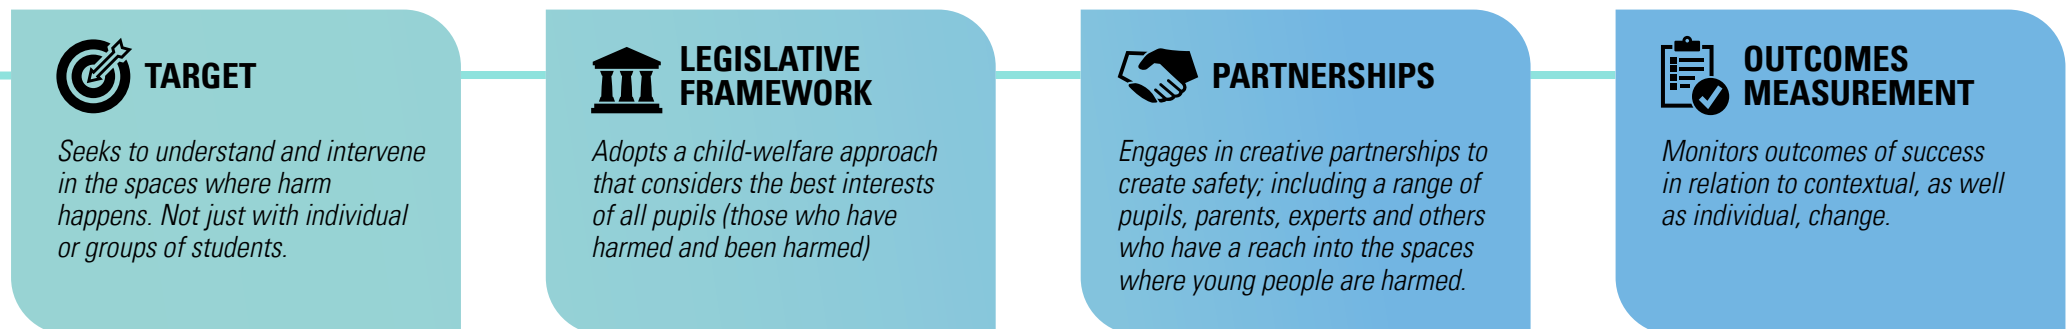 TARGET
Seeks to understand and intervene
in the spaces where harm
happens. Not just with individual
or groups of students.
LEGISLATIVE
FRAMEWORK
Adopts a child-welfare approach
that considers the best interests
of all pupils (those who have
harmed and been harmed)
PARTNERSHIPS
Engages in creative partnerships to
create safety; including a range of
pupils, parents, experts and others
who have a reach into the spaces
where young people are harmed.
OUTCOMES
MEASUREMENT
Monitors outcomes of success
in relation to contextual, as well
as individual, change.